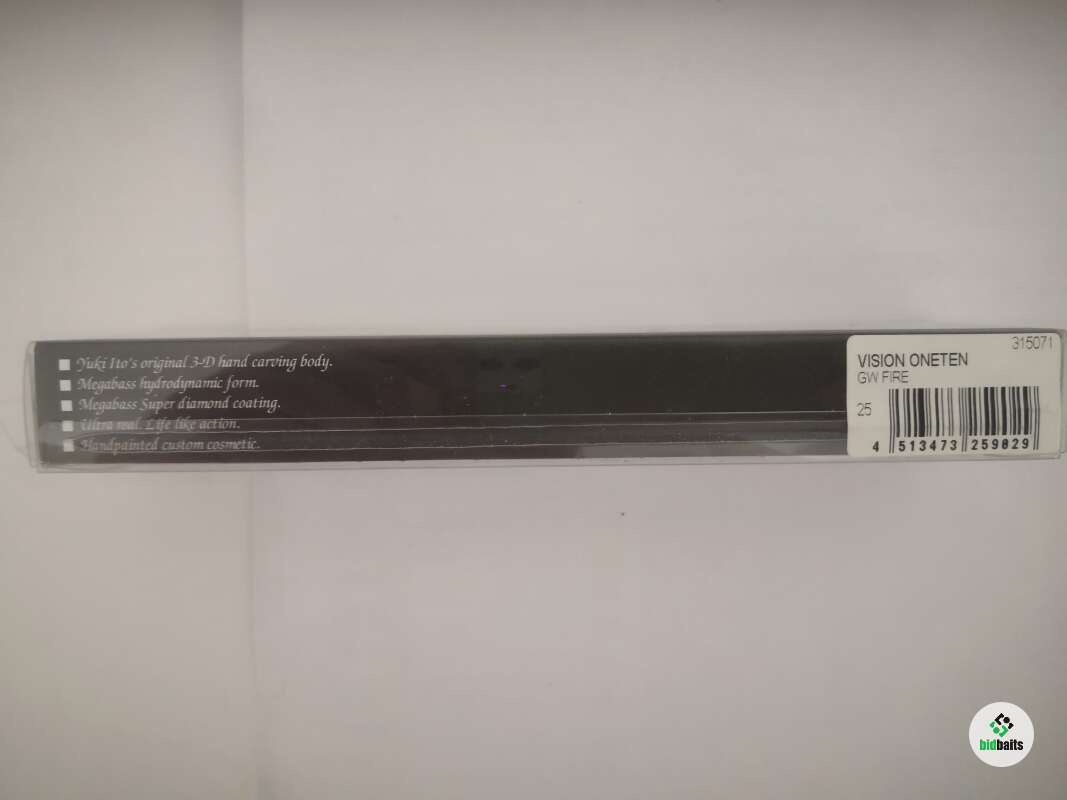 Yuki Ito's original 3-D hand carving body.
Megabass hydrodynamic form.
Megabass Super diamond coating.
Ultra real. Life like action.
Handpainted custom cosmetic.
315071
VISION ONETEN
GW FIRE
25
4 513473 259829
bidbaits